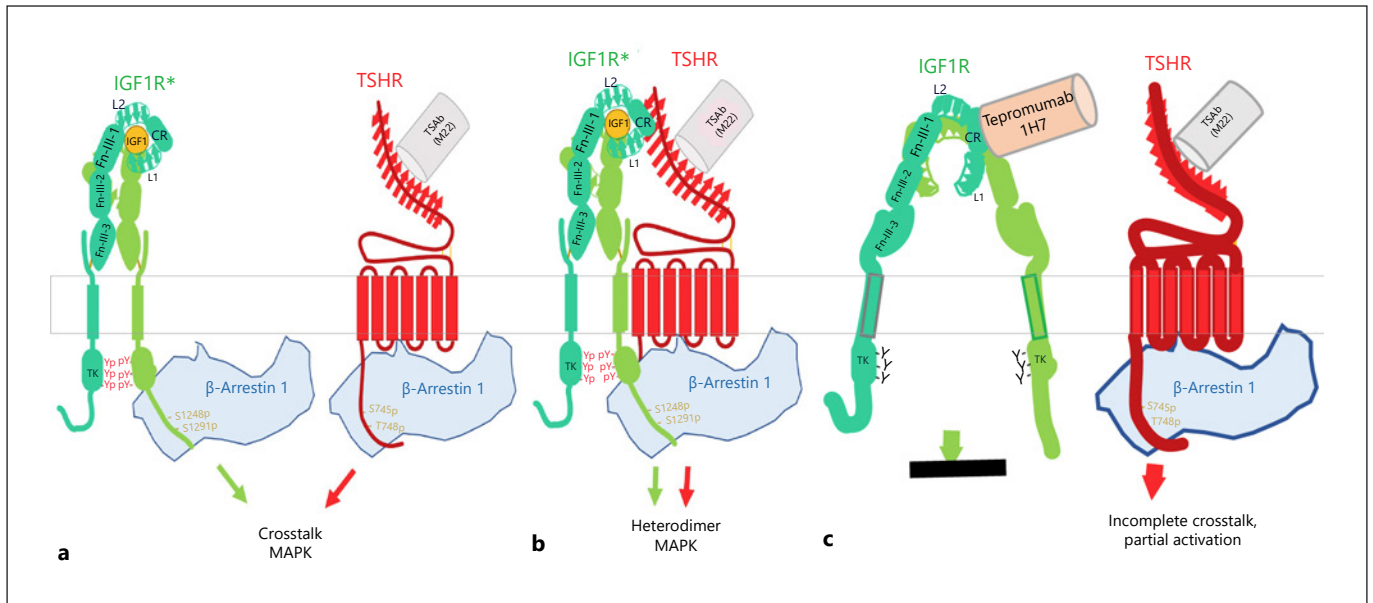 IGF1R*
L2
Fn-III-1
IGF1
CR
L1
Fn-III-2
Fn-III-3
TSHR
TSAb
(M22)
TK
Yp pY
Yp pY
Yp pY
β-Arrestin 1
S1248p
S1291p
β-Arrestin 1
S745p
T748p
Crosstalk
MAPK
a
IGF1R*
TSHR
L2
Fn-III-1
IGF1
CR
L1
Fn-III-2
Fn-III-3
TSAb
(M22)
TK
Yp pY
Yp pY
Yp pY
β-Arrestin 1
S1248p
S1291p
Heterodimer
MAPK
b
IGF1R
L2
Fn-III-1
CR
L1
Fn-III-2
Fn-III-3
Tepromumab
1H7
TSHR
TSAb
(M22)
TK
Y
Y
Y
TK
Y
Y
Y
β-Arrestin 1
S745p
T748p
Incomplete crosstalk,
partial activation
c